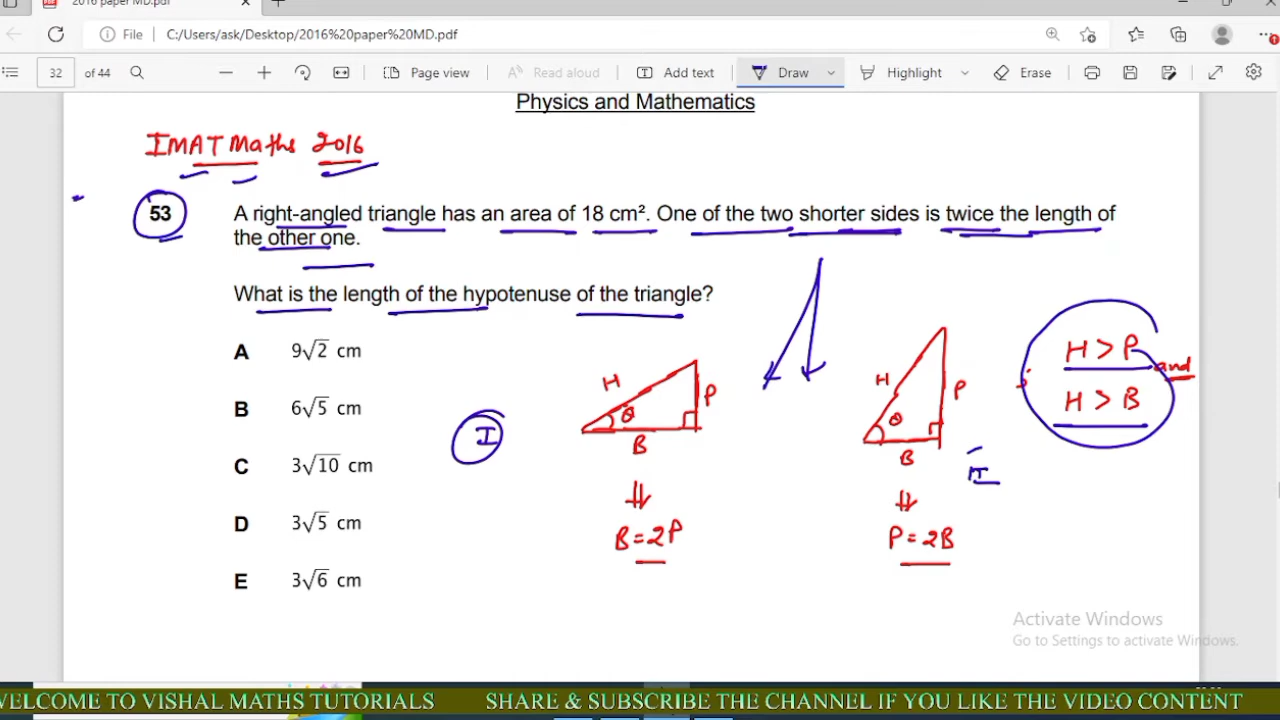 2016 paper MD.pdf
File
C:/Users/ask/Desktop/2016%20paper%20MD.pdf
32 of 44
Page view
Read aloud
Add text
Draw
Highlight
Erase
Physics and Mathematics
IMAT Maths 2016
53 A right-angled triangle has an area of 18 cm². One of the two shorter sides is twice the length of
the other one.
What is the length of the hypotenuse of the triangle?
A 9√2 cm
B 6√5 cm
C 3√10 cm
D 3√5 cm
E 3√6 cm
I
H
θ
P
B
B = 2P
H
θ
P
B
II
P = 2B
H > P and
H > B
Activate Windows
Go to Settings to activate Windows.
WELCOME TO VISHAL MATHS TUTORIALS SHARE & SUBSCRIBE THE CHANNEL IF YOU LIKE THE VIDEO CONTENT